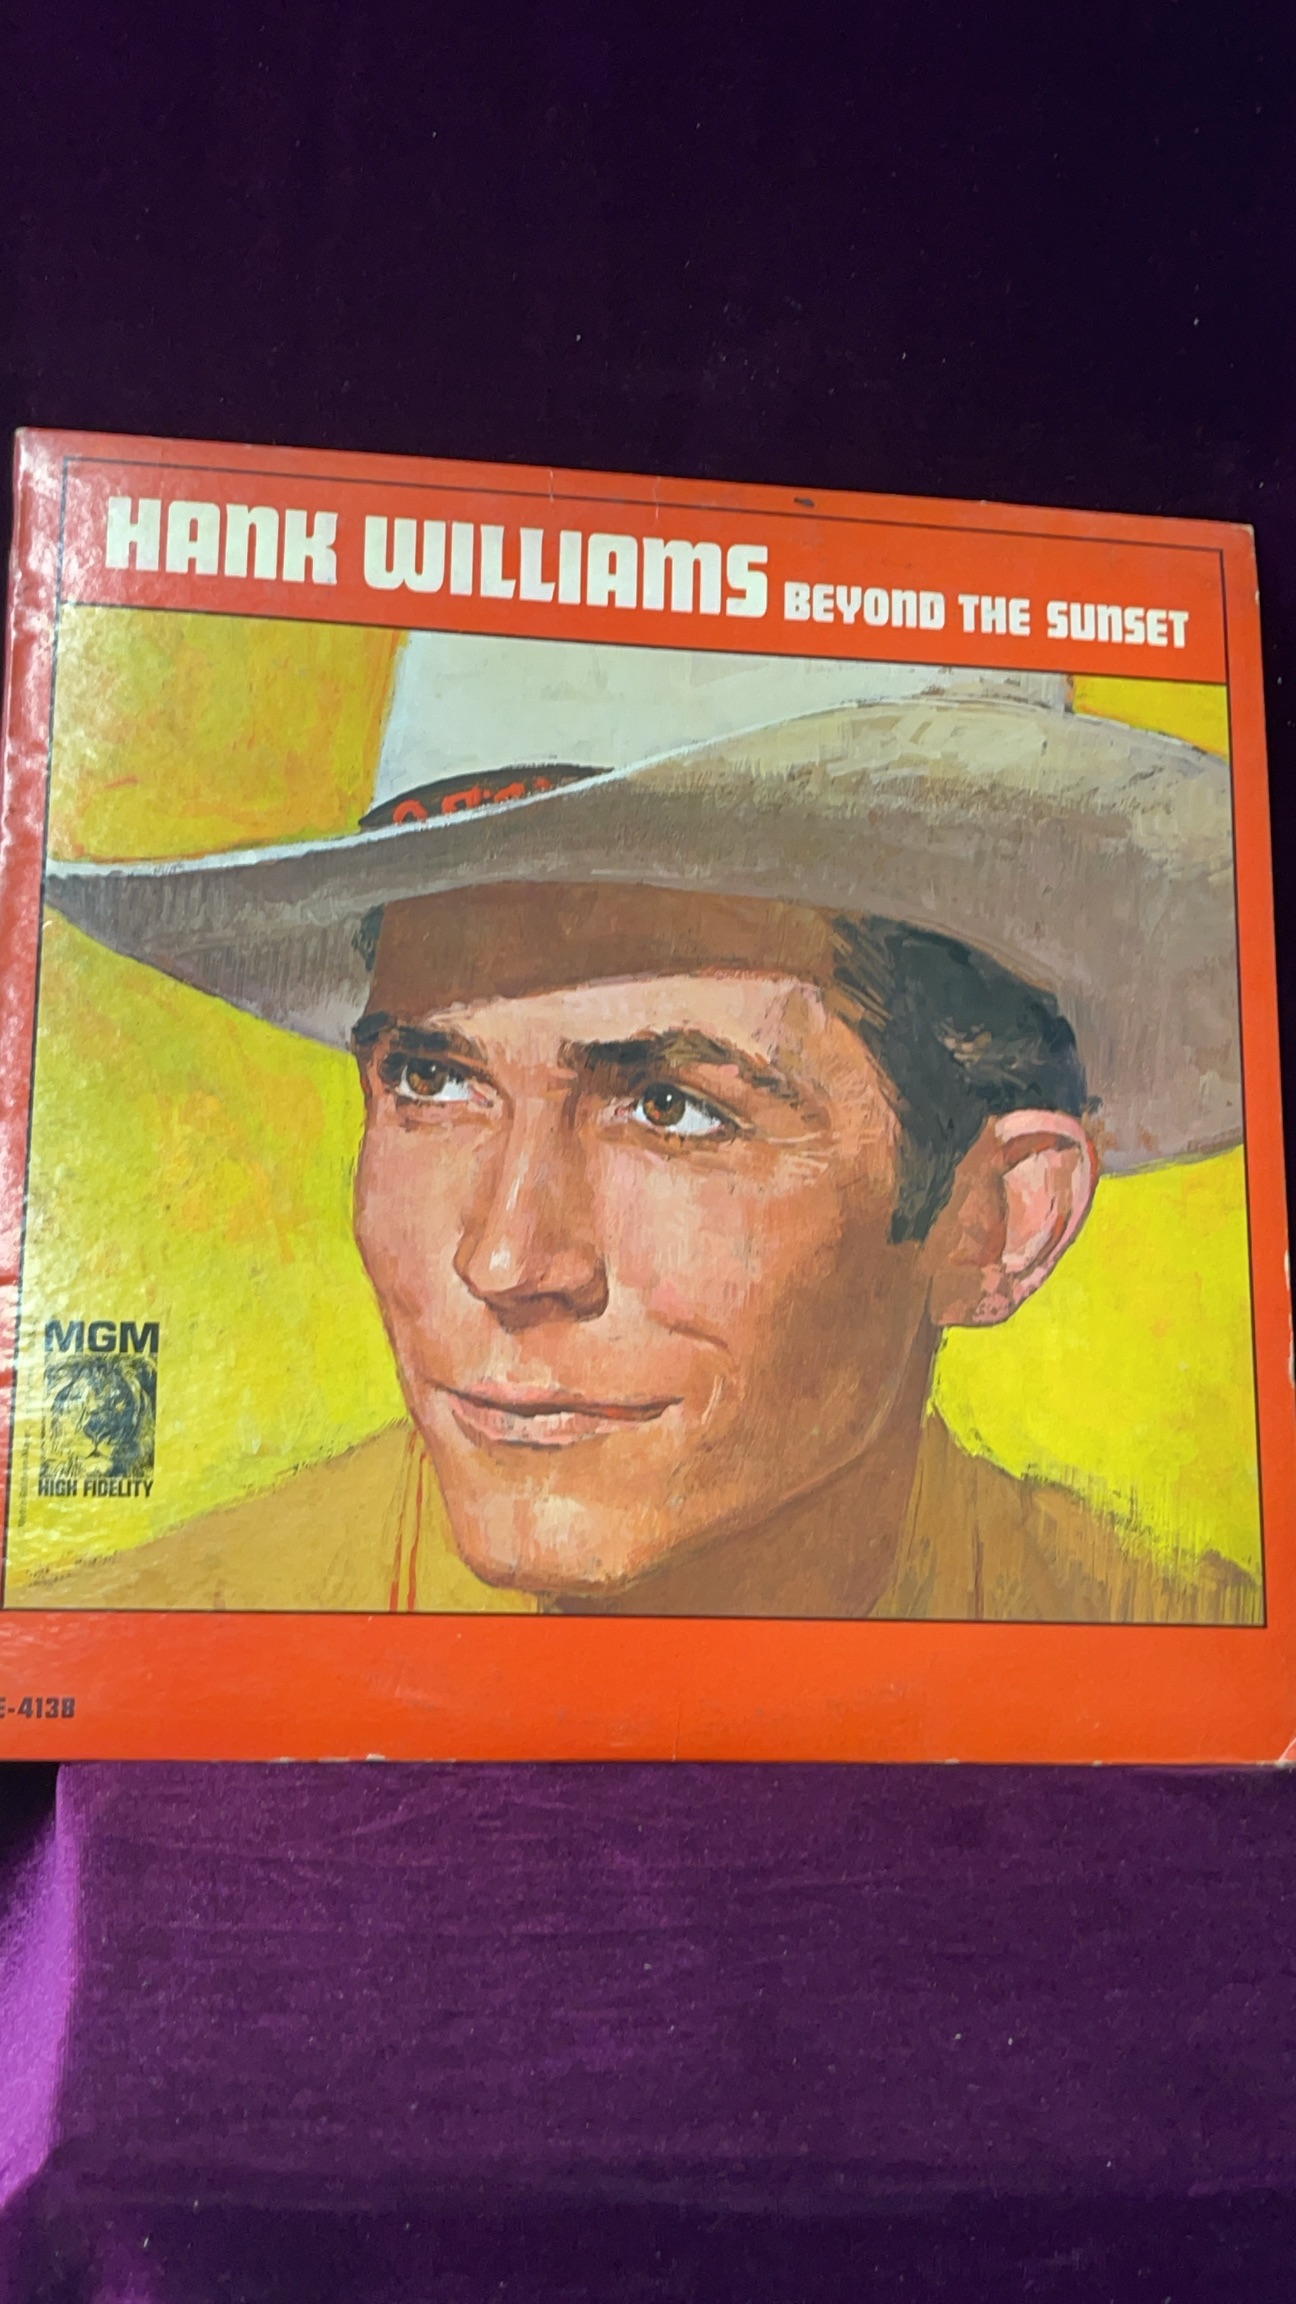 HANK WILLIAMS BEYOND THE SUNSET
MGM
HIGH FIDELITY
E-4138